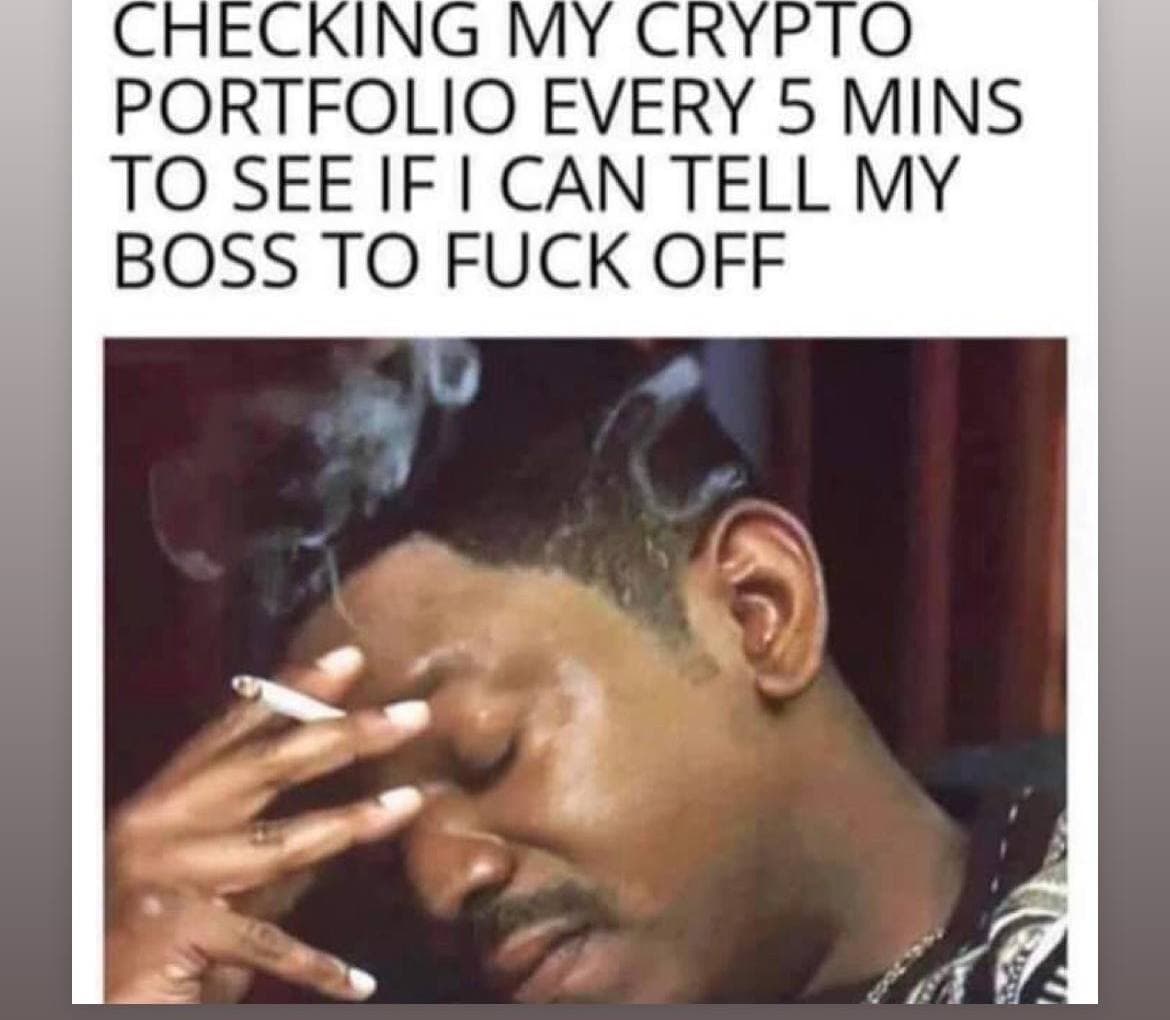 CHECKING MY CRYPTO
PORTFOLIO EVERY 5 MINS
TO SEE IF I CAN TELL MY
BOSS TO FUCK OFF